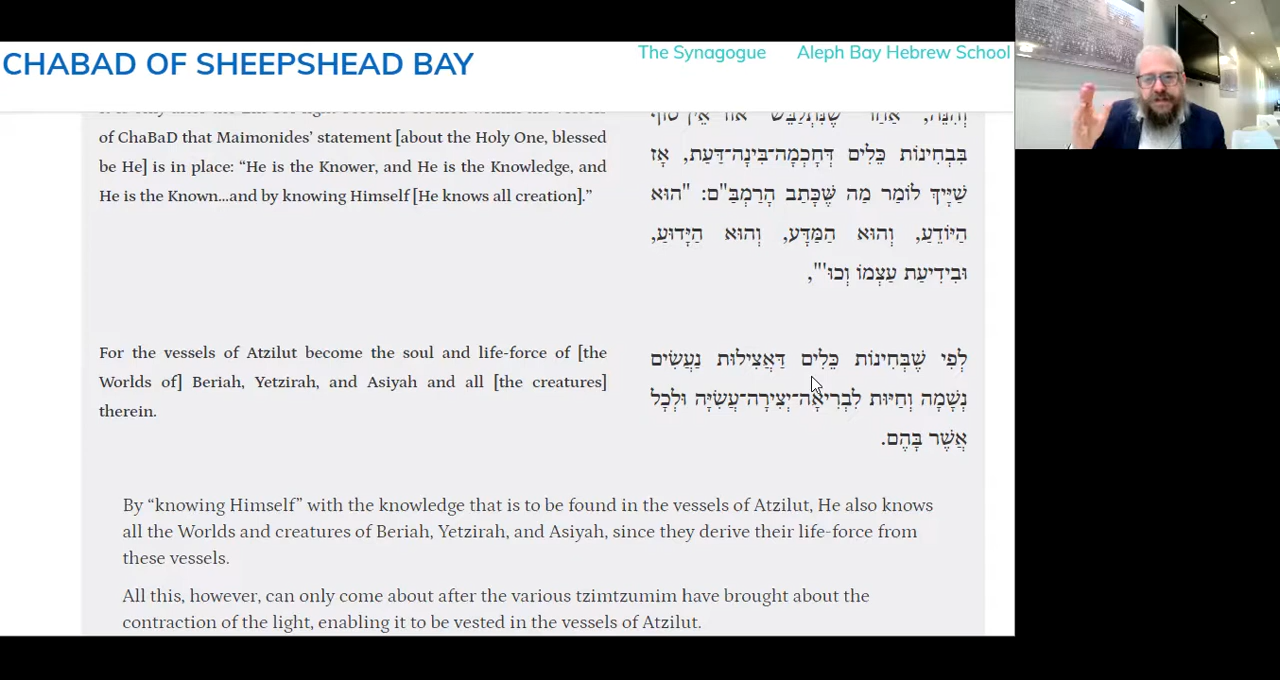 CHABAD OF SHEEPSHEAD BAY
The Synagogue Aleph Bay Hebrew School
of ChaBaD that Maimonides’ statement [about the Holy One, blessed
be He] is in place: “He is the Knower, and He is the Knowledge, and
He is the Known…and by knowing Himself [He knows all creation].”
בִּבְחִינוֹת כֵּלִים דְּחָכְמָה־בִּינָה־דַּעַת, אָז
שַׁיָּיךְ לוֹמַר מַה שֶּׁכָּתַב הָרַמְבַּ"ם: "הוּא
הַיּוֹדֵעַ, וְהוּא הַמַּדָּע, וְהוּא הַיָּדוּעַ,
וּבִידִיעַת עַצְמוֹ וְכוּ'",
For the vessels of Atzilut become the soul and life-force of [the
Worlds of] Beriah, Yetzirah, and Asiyah and all [the creatures]
therein.
לְפִי שֶׁבְּחִינוֹת כֵּלִים דַּאֲצִילוּת נַעֲשִׂים
נְשָׁמָה וְחַיּוּת לִבְרִיאָה־יְצִירָה־עֲשִׂיָּה וּלְכָל
אֲשֶׁר בָּהֶם.
By “knowing Himself” with the knowledge that is to be found in the vessels of Atzilut, He also knows
all the Worlds and creatures of Beriah, Yetzirah, and Asiyah, since they derive their life-force from
these vessels.
All this, however, can only come about after the various tzimtzumim have brought about the
contraction of the light, enabling it to be vested in the vessels of Atzilut.